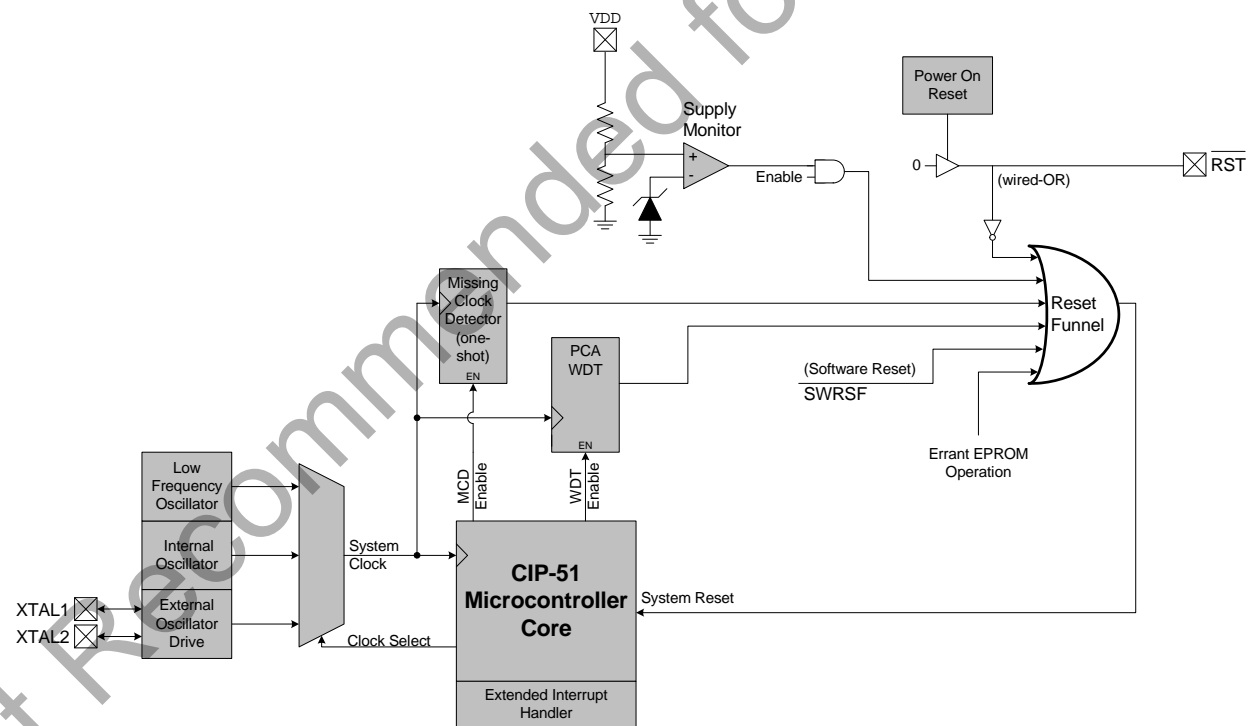 VDD
Power On
Reset
Supply
Monitor
+
-
Enable
0
(wired-OR)
RST
Missing
Clock
Detector
(one-
shot)
EN
Reset
Funnel
PCA
WDT
EN
(Software Reset)
SWRSF
Errant EPROM
Operation
Low
Frequency
Oscillator
Internal
Oscillator
External
Oscillator
Drive
XTAL1
XTAL2
System
Clock
Clock Select
MCD
Enable
WDT
Enable
CIP-51
Microcontroller
Core
System Reset
Extended Interrupt
Handler
Recommended